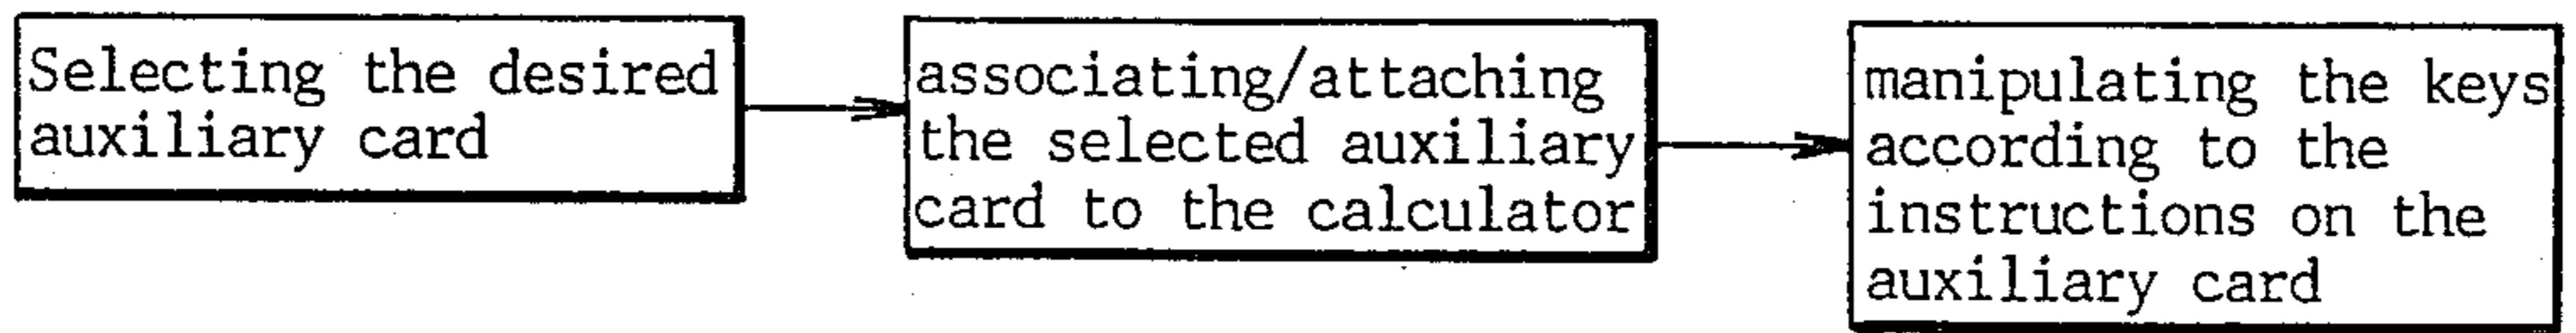 Selecting the desired
auxiliary card
associating/attaching
the selected auxiliary
card to the calculator
manipulating the keys
according to the
instructions on the
auxiliary card